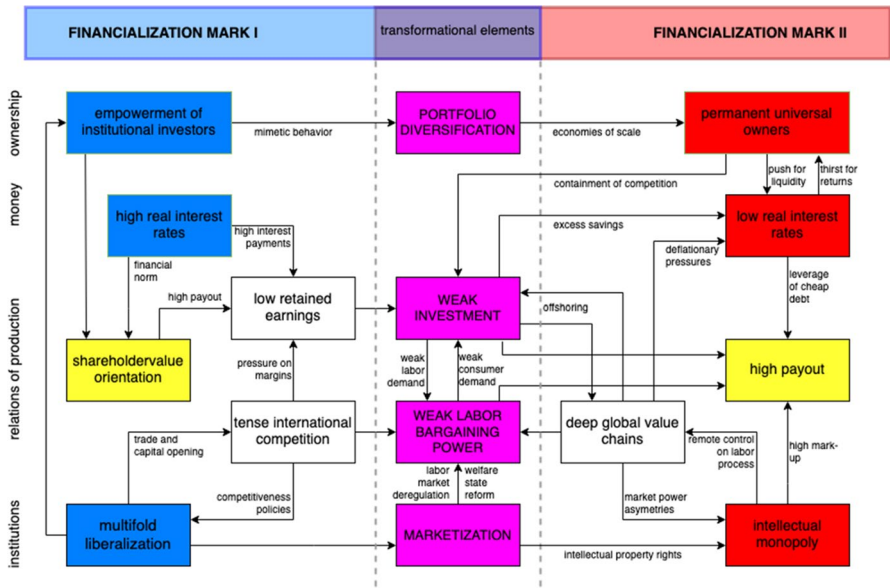 FINANCIALIZATION MARK I
transformational elements
FINANCIALIZATION MARK II
ownership
empowerment of
institutional investors
mimetic behavior
PORTFOLIO
DIVERSIFICATION
economies of scale
permanent universal
owners
containment of competition
push for
liquidity
thirst for
returns
money
high real interest
rates
high interest
payments
financial
norm
excess savings
low real interest
rates
deflationary
pressures
leverage
of cheap
debt
relations of production
high payout
low retained
earnings
WEAK
INVESTMENT
offshoring
shareholdervalue
orientation
pressure on
margins
weak
labor
demand
weak
consumer
demand
high payout
tense international
competition
WEAK LABOR
BARGAINING
POWER
deep global value
chains
trade and
capital opening
remote control
on labor
process
high mark-
up
competitiveness
policies
labor
market
deregulation
welfare
state
reform
market power
asymetries
institutions
multifold
liberalization
MARKETIZATION
intellectual property rights
intellectual
monopoly